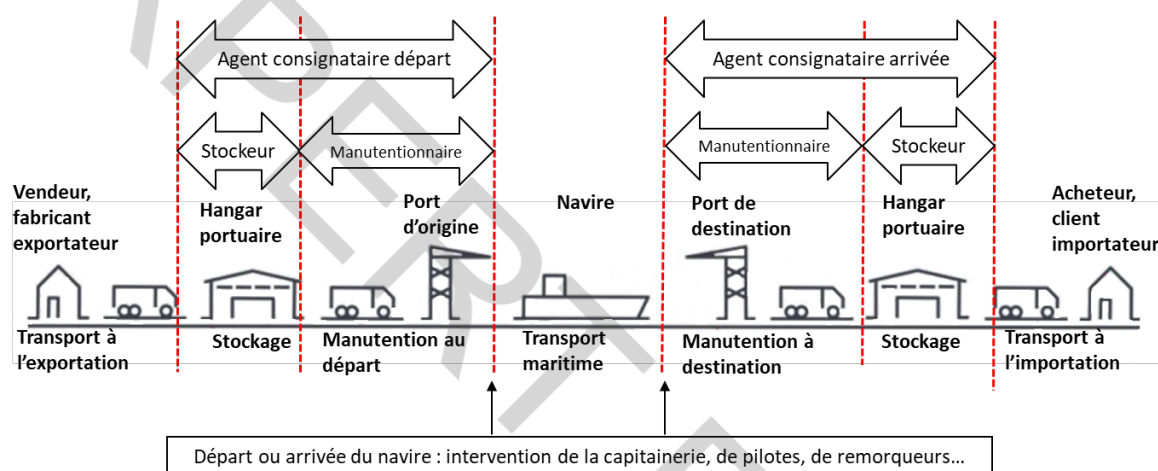 Agent consignataire départ
Agent consignataire arrivée
Stockeur
Manutentionnaire
Manutentionnaire
Stockeur
Vendeur,
fabricant
exportateur
Hangar
portuaire
Port
d’origine
Navire
Port de
destination
Hangar
portuaire
Acheteur,
client
importateur
Transport à
l’exportation
Stockage
Manutention au
départ
Transport
maritime
Manutention à
destination
Stockage
Transport à
l’importation
Départ ou arrivée du navire : intervention de la capitainerie, de pilotes, de remorqueurs…